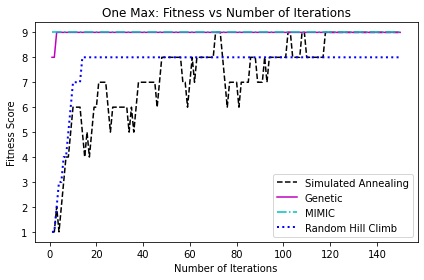 One Max: Fitness vs Number of Iterations
9
8
7
6
5
4
3
2
1
Fitness Score
Simulated Annealing
Genetic
MIMIC
Random Hill Climb
0 20 40 60 80 100 120 140
Number of Iterations